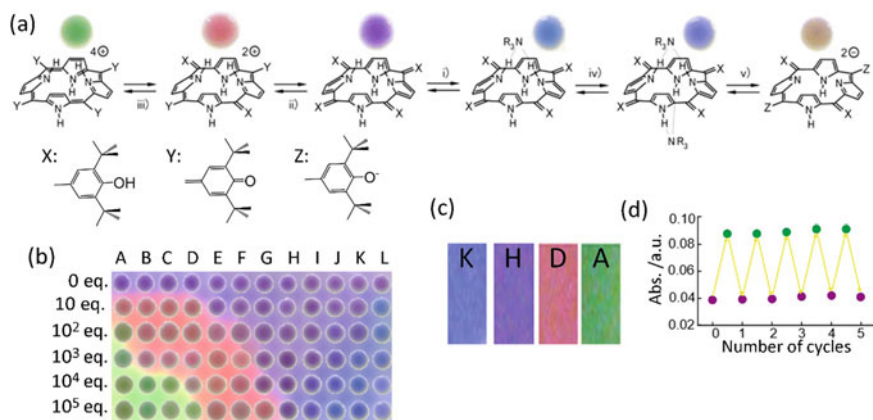 (a)
4⊕
2⊕
R₃N
R₃N
2⊖
H H H H H H
Y Y N N H H N H Y Y
Y Y N N H H N H Y Y
X X N N H H N H X X
X X N N H H N H X X
X X N N H H N H X X
Z N N H H N H Z
iii) ii) i) iv) v)
NR₃
X: OH
Y: O
Z: O⁻
(b)
A B C D E F G H I J K L
0 eq.
10 eq.
10² eq.
10³ eq.
10⁴ eq.
10⁵ eq.
(c)
K H D A
(d)
Abs. /a.u.
0.10
0.08
0.06
0.04
0.02
0 1 2 3 4 5
Number of cycles